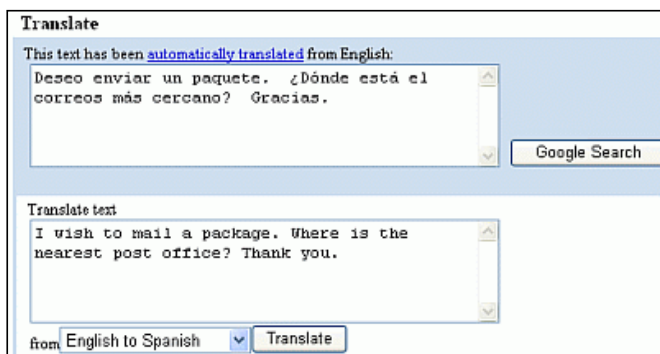 Translate
This text has been automatically translated from English:
Deseo enviar un paquete. ¿Dónde está el
correos más cercano? Gracias.
Google Search
Translate text
I wish to mail a package. Where is the
nearest post office? Thank you.
from English to Spanish Translate